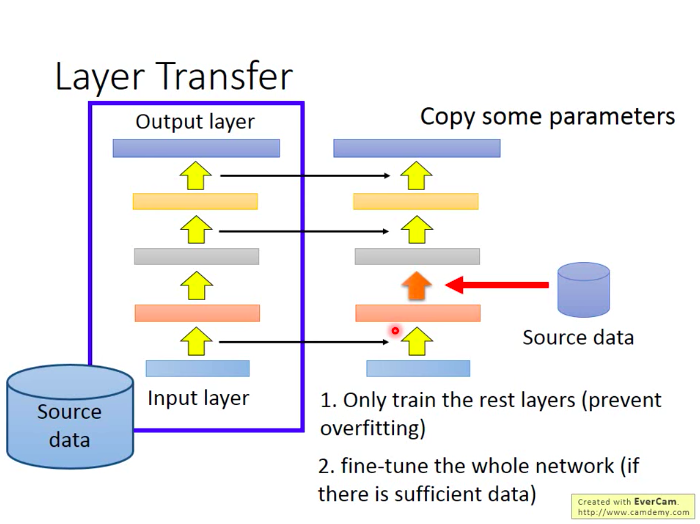 Layer Transfer
Output layer
Copy some parameters
Source data
Input layer
Source
data
1. Only train the rest layers (prevent
overfitting)
2. fine-tune the whole network (if
there is sufficient data)
Created with EverCam.
http://www.camdemy.com